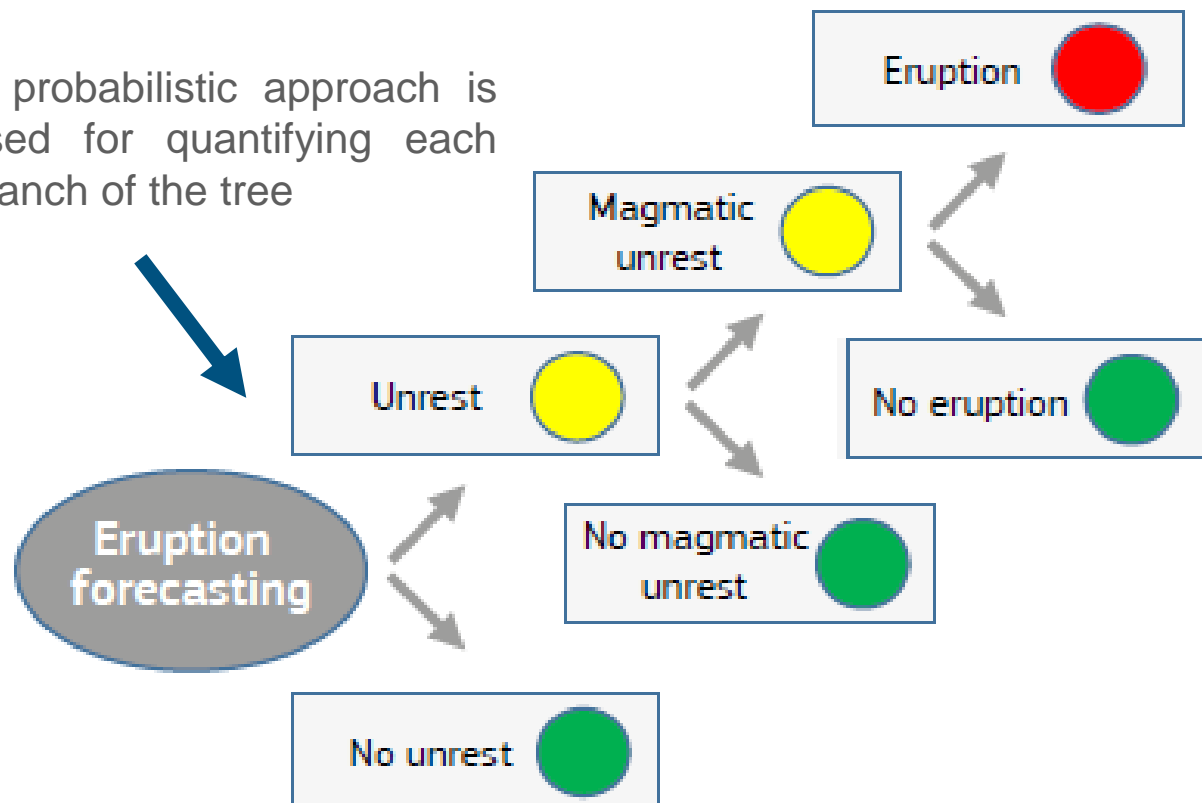 probabilistic approach is
sed for quantifying each
anch of the tree
Eruption
Magmatic
unrest
Unrest
No eruption
Eruption
forecasting
No magmatic
unrest
No unrest